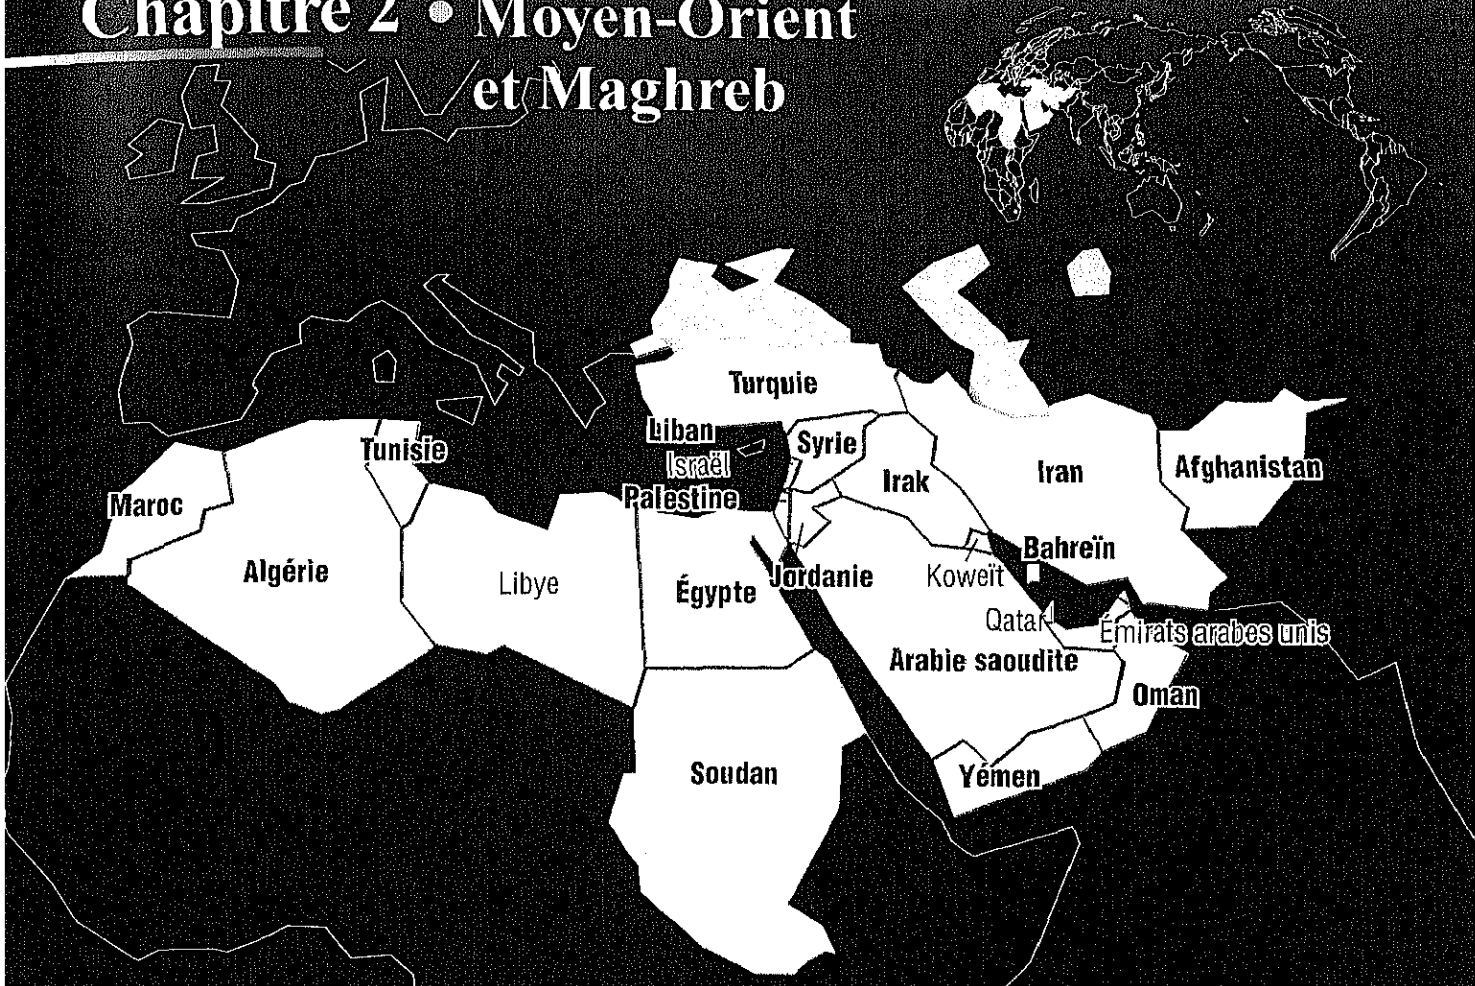 Chapitre 2 • Moyen-Orient
et Maghreb
Turquie
Liban
Syrie
Tunisie
Israël
Irak
Iran
Afghanistan
Maroc
Palestine
Algérie
Libye
Égypte
Jordanie
Koweït
Bahreïn
Qatar
Émirats arabes unis
Arabie saoudite
Oman
Soudan
Yémen